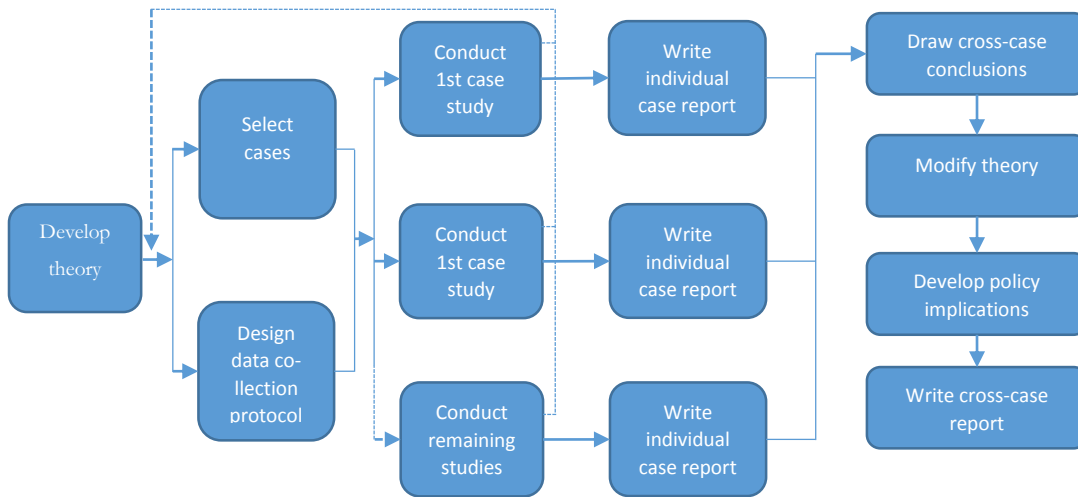 Develop
theory
Select
cases
Design
data co-
llection
protocol
Conduct
1st case
study
Write
individual
case report
Conduct
1st case
study
Write
individual
case report
Conduct
remaining
studies
Write
individual
case report
Draw cross-case
conclusions
Modify theory
Develop policy
implications
Write cross-case
report